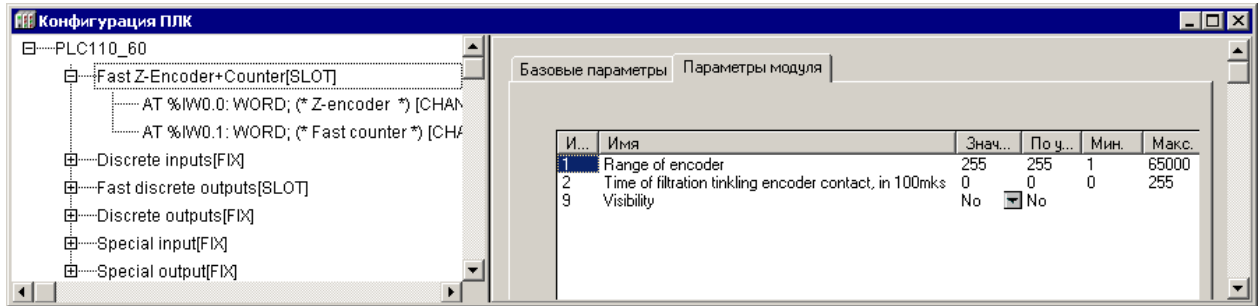 Конфигурация ПЛК
PLC110_60
Fast Z-Encoder+Counter[SLOT]
AT %IW0.0: WORD; (* Z-encoder *) [CHAN
AT %IW0.1: WORD; (* Fast counter *) [CHA
Discrete inputs[FIX]
Fast discrete outputs[SLOT]
Discrete outputs[FIX]
Special input[FIX]
Special output[FIX]
Базовые параметры Параметры модуля
И... Имя Знач... По у... Мин. Макс.
1 Range of encoder 255 255 1 65000
2 Time of filtration tinkling encoder contact, in 100mks 0 0 0 255
9 Visibility No No